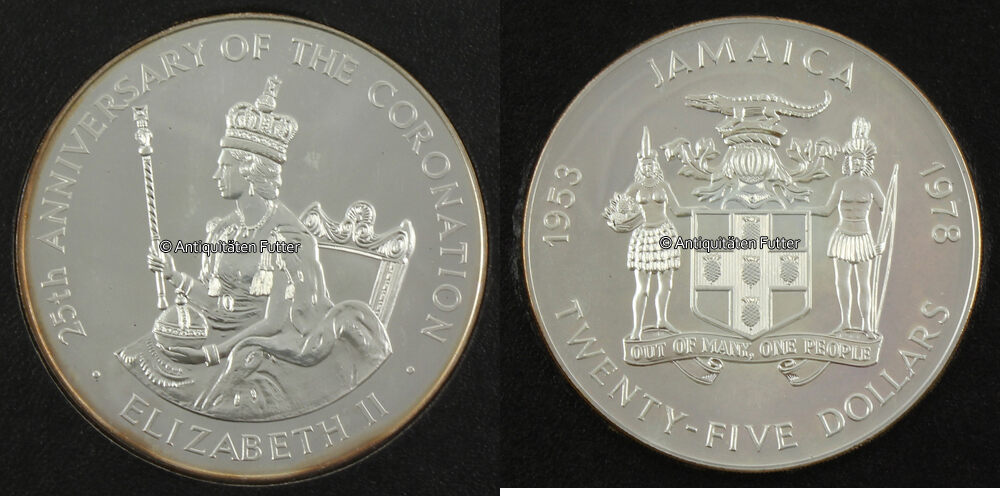 25th ANNIVERSARY OF THE CORONATION
© Antiquitäten Futter
ELIZABETH II
JAMAICA
1953
1978
© Antiquitäten Futter
OUT OF MANY, ONE PEOPLE
TWENTY-FIVE DOLLARS